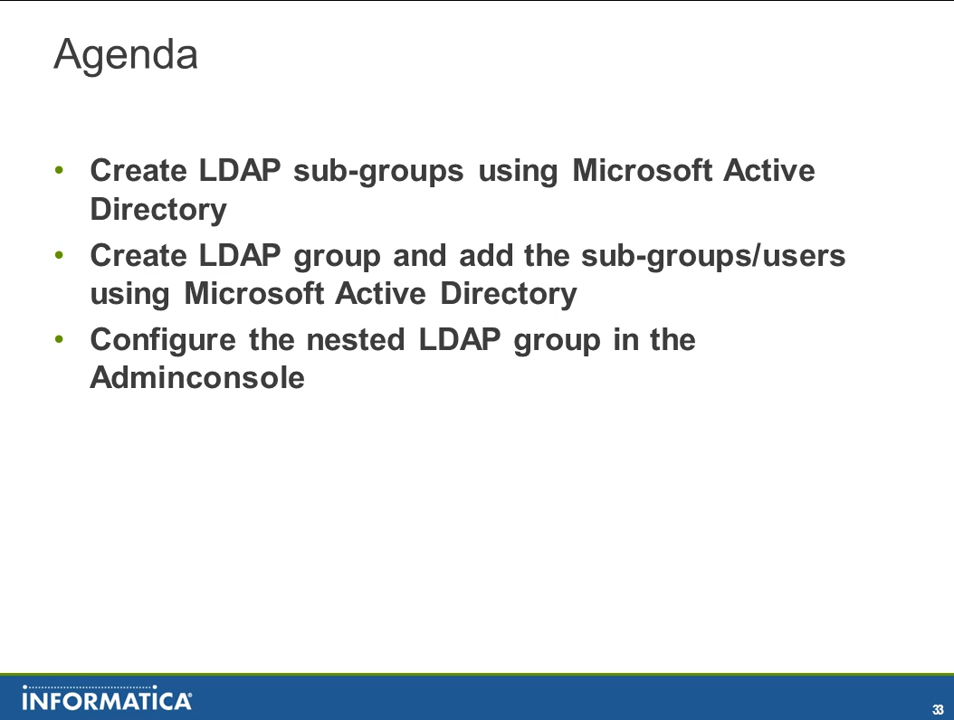 Agenda
• Create LDAP sub-groups using Microsoft Active
Directory
• Create LDAP group and add the sub-groups/users
using Microsoft Active Directory
• Configure the nested LDAP group in the
Adminconsole
INFORMATICA®
33